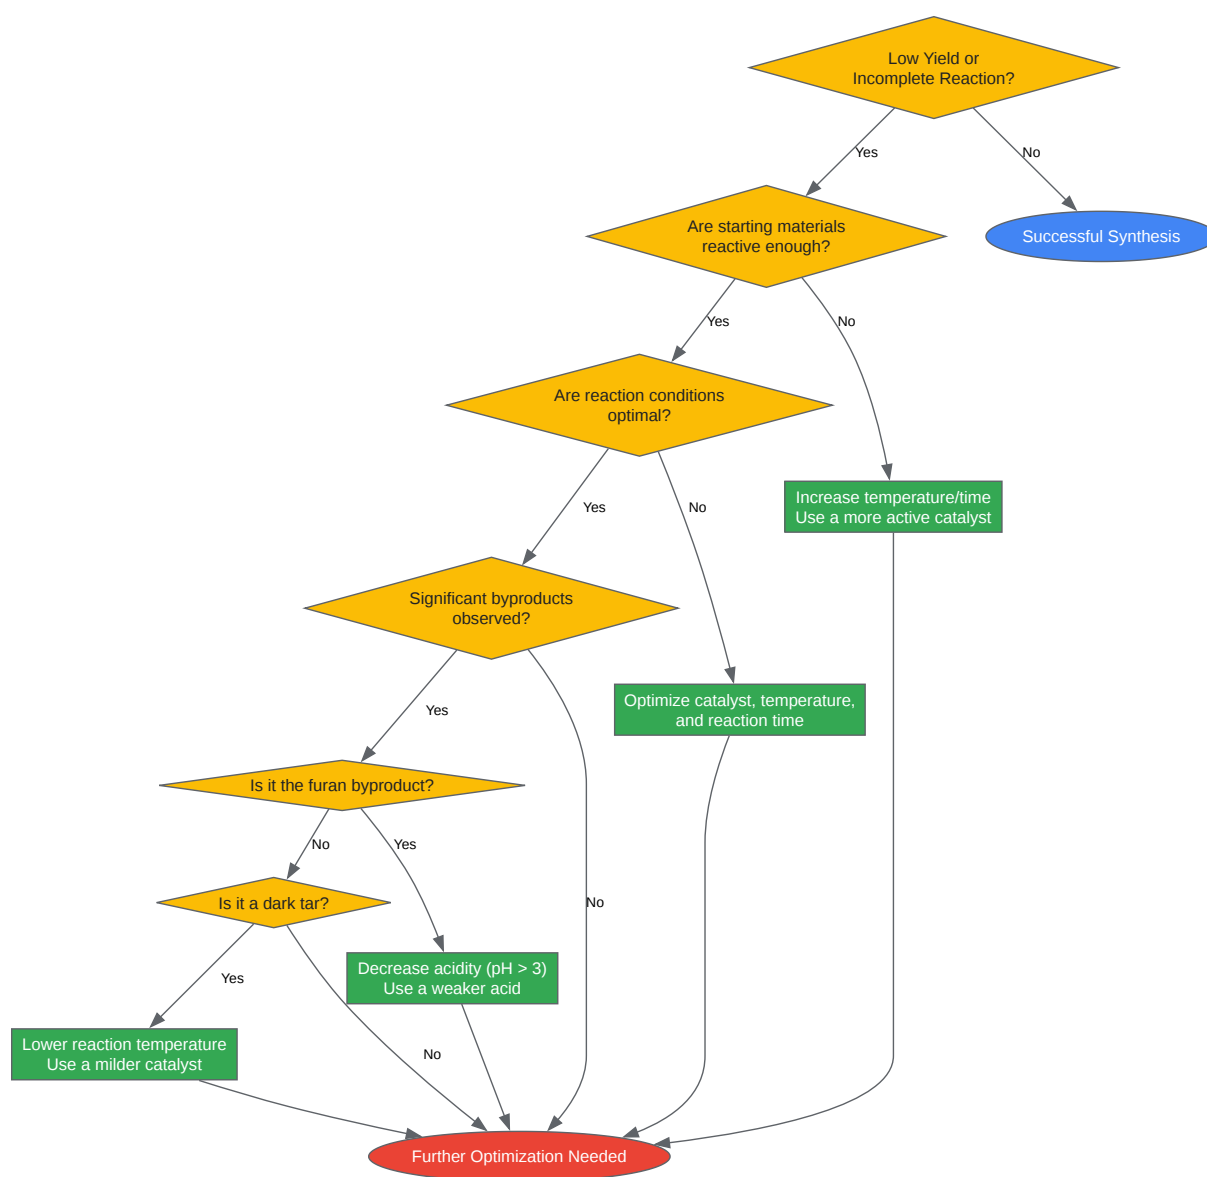 Low Yield or
Incomplete Reaction?
Yes
No
Are starting materials
reactive enough?
Successful Synthesis
Yes
No
Are reaction conditions
optimal?
Increase temperature/time
Use a more active catalyst
Yes
No
Significant byproducts
observed?
Optimize catalyst, temperature,
and reaction time
Yes
Is it the furan byproduct?
No
Yes
Is it a dark tar?
No
Decrease acidity (pH > 3)
Use a weaker acid
Yes
Lower reaction temperature
Use a milder catalyst
No
Further Optimization Needed